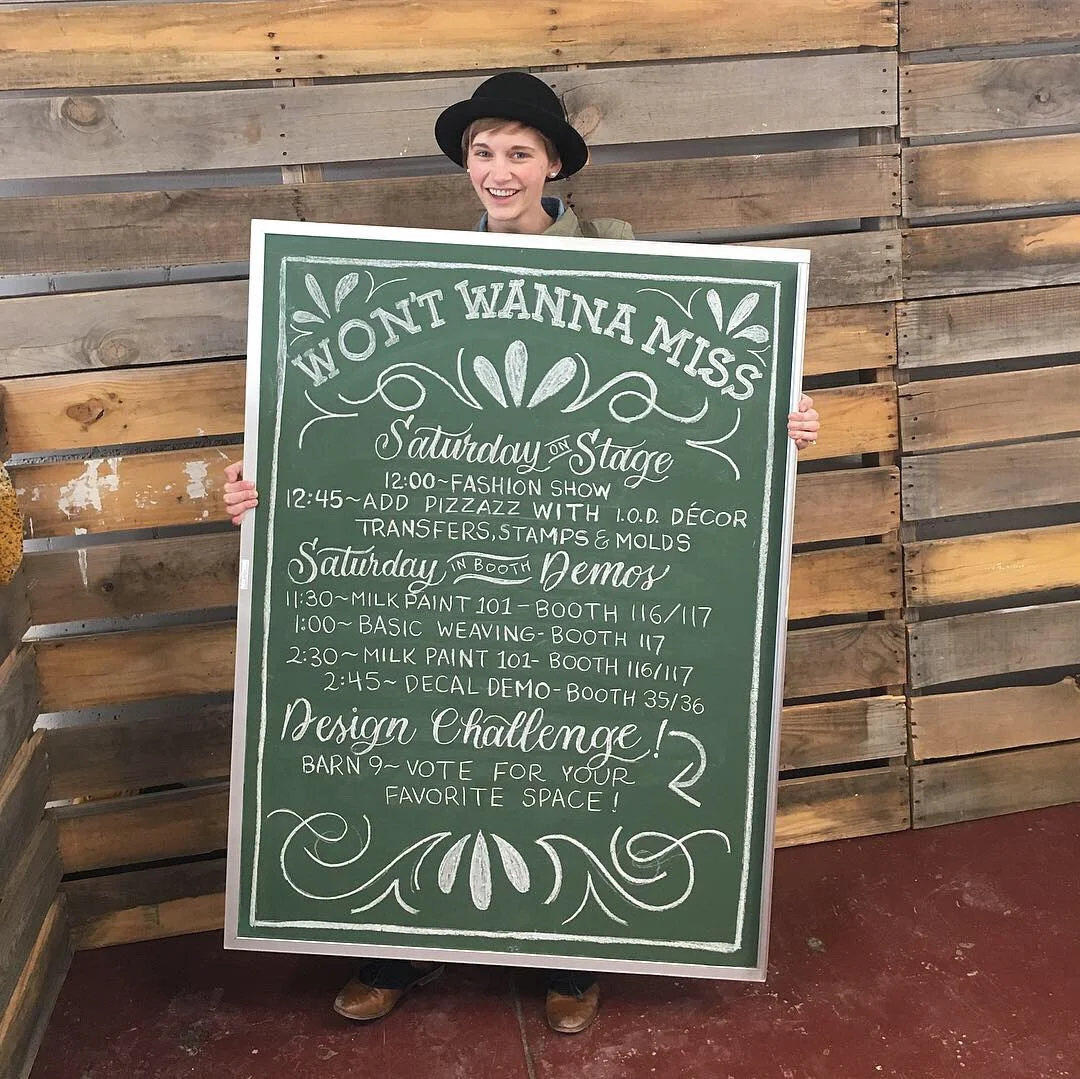 WON'T WANNA MISS
Saturday ON Stage
12:00~FASHION SHOW
12:45~ADD PIZZAZZ WITH I.O.D. DÉCOR
TRANSFERS, STAMPS & MOLDS
Saturday IN BOOTH Demos
11:30~MILK PAINT 101-BOOTH 116/117
1:00~BASIC WEAVING-BOOTH 117
2:30~MILK PAINT 101-BOOTH 116/117
2:45~DECAL DEMO-BOOTH 35/36
Design Challenge!
BARN 9~VOTE FOR YOUR
FAVORITE SPACE!